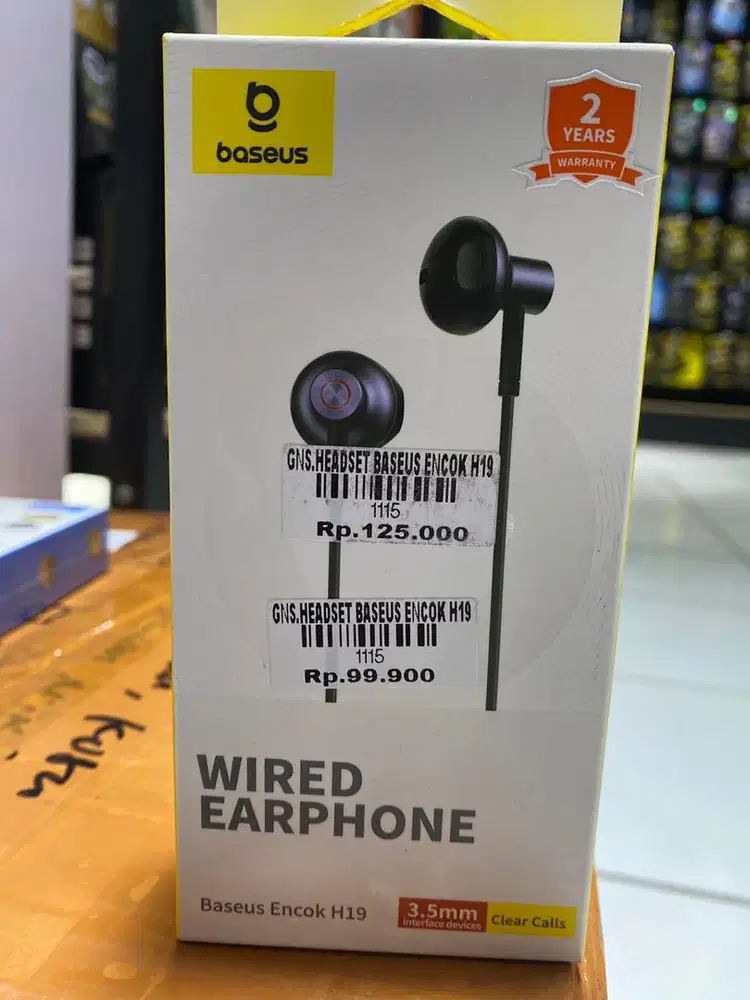 baseus
2
YEARS
WARRANTY
GNS.HEADSET BASEUS ENCOK H19
1115
Rp.125.000
GNS.HEADSET BASEUS ENCOK H19
1115
Rp.99.900
WIRED
EARPHONE
Baseus Encok H19
3.5mm
interface devices
Clear Calls